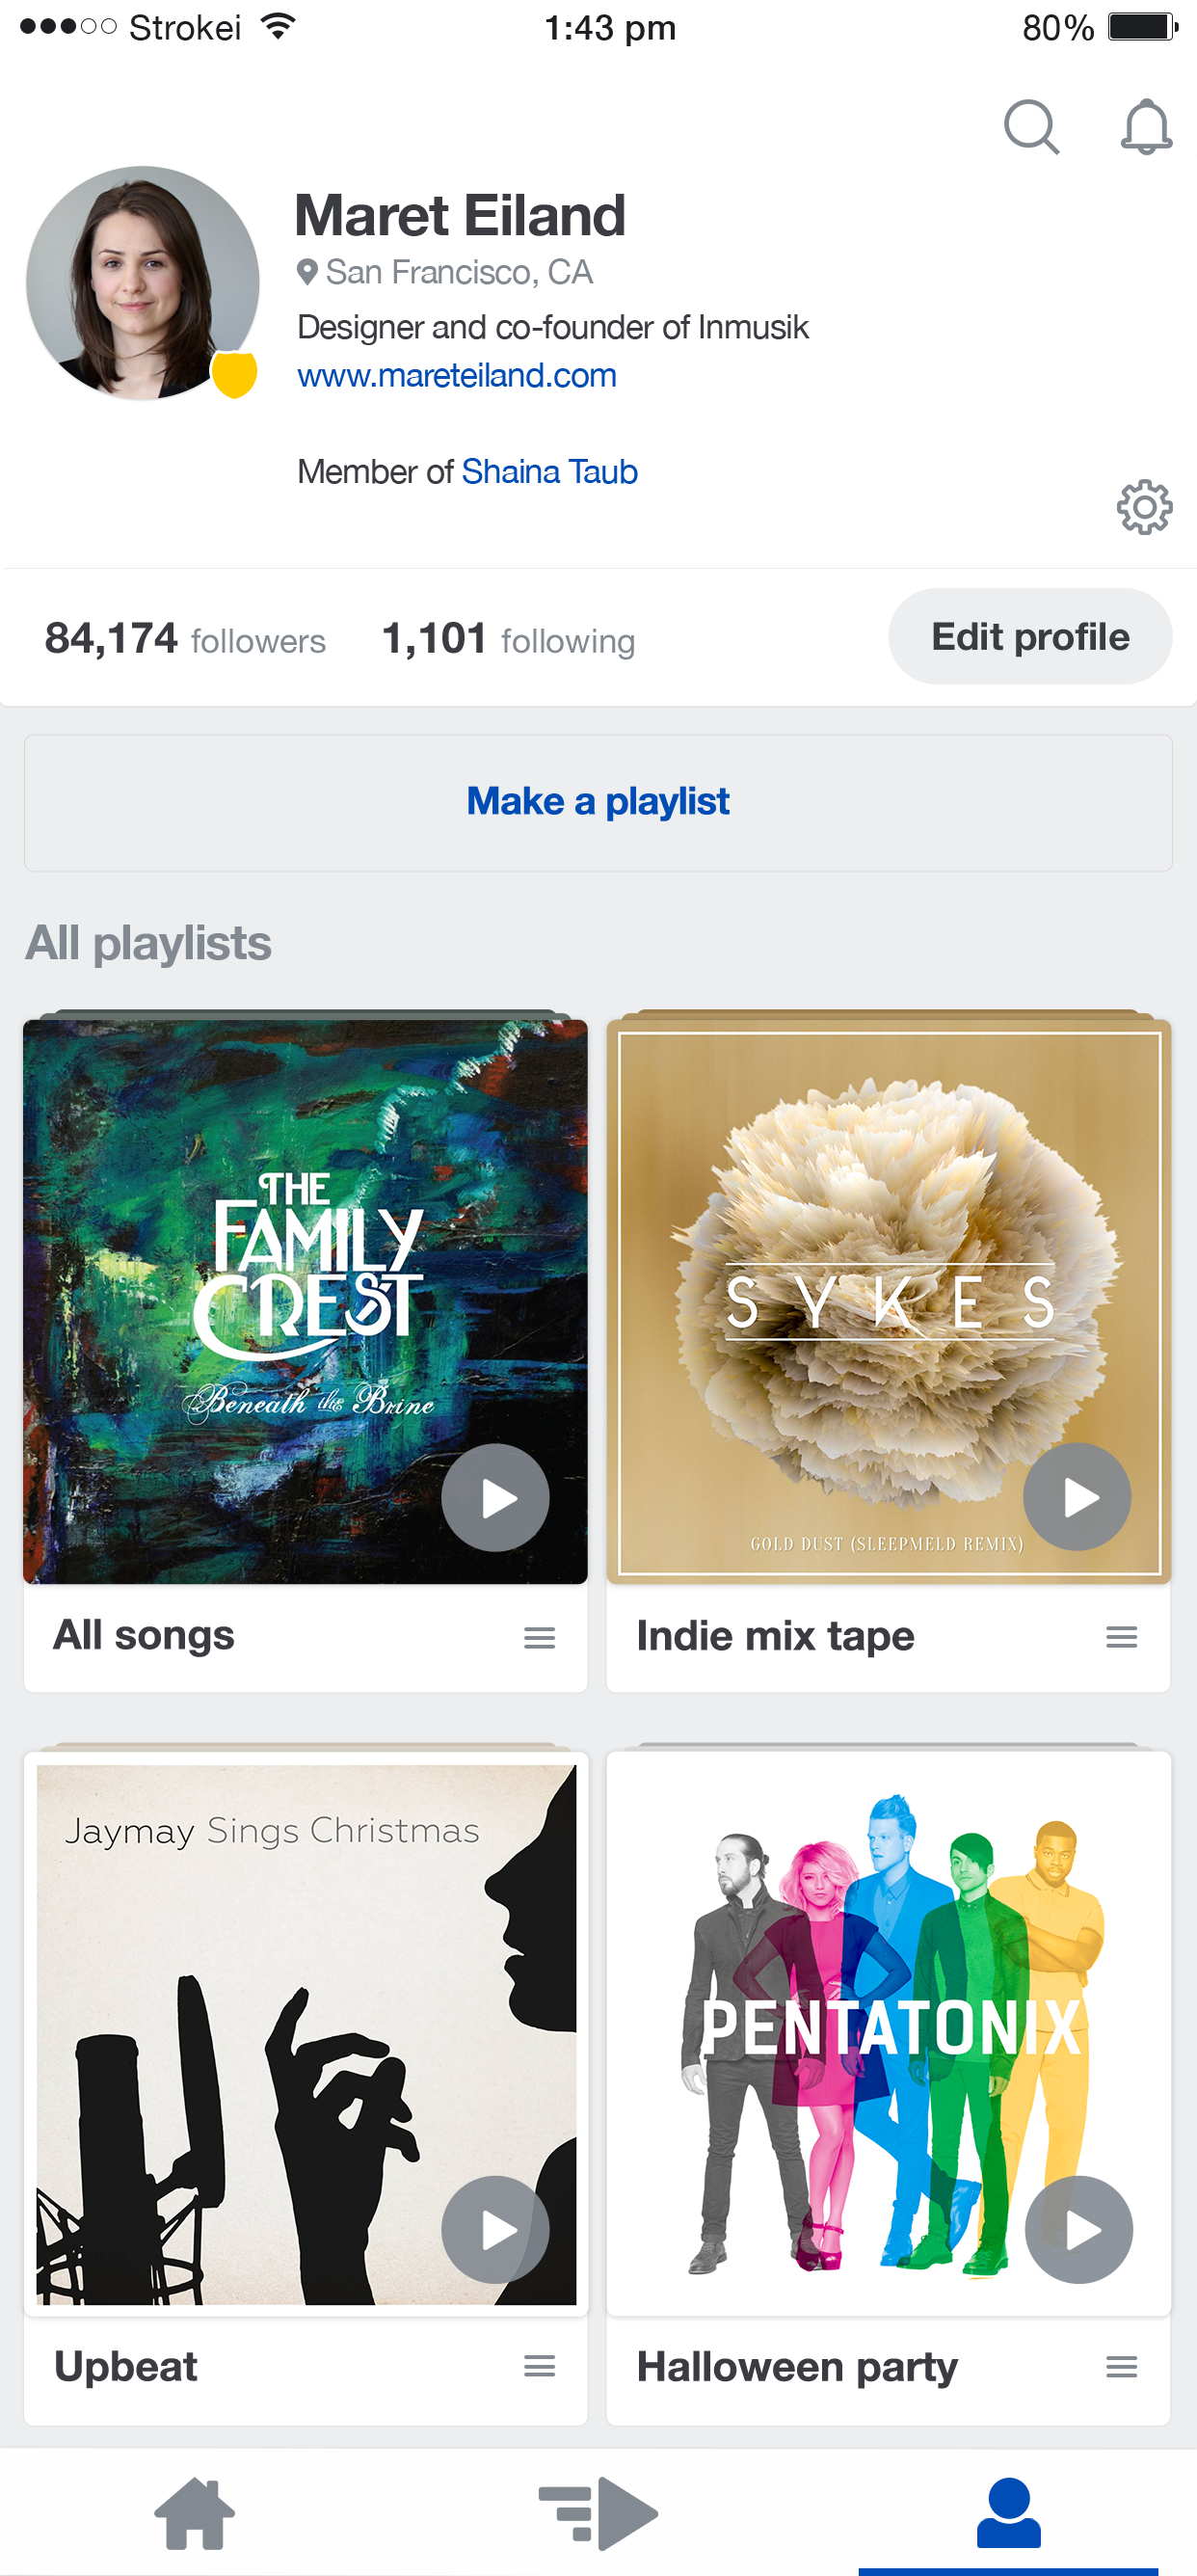 Strokei 1:43 pm 80%
Maret Eiland
San Francisco, CA
Designer and co-founder of Inmusik
www.mareteiland.com
Member of Shaina Taub
84,174 followers 1,101 following Edit profile
Make a playlist
All playlists
THE
FAMILY
CREST
Beneath the Brine
SYKES
GOLD DUST (SLEEPMELD REMIX)
All songs
Indie mix tape
Jaymay Sings Christmas
PENTATONIX
Upbeat
Halloween party